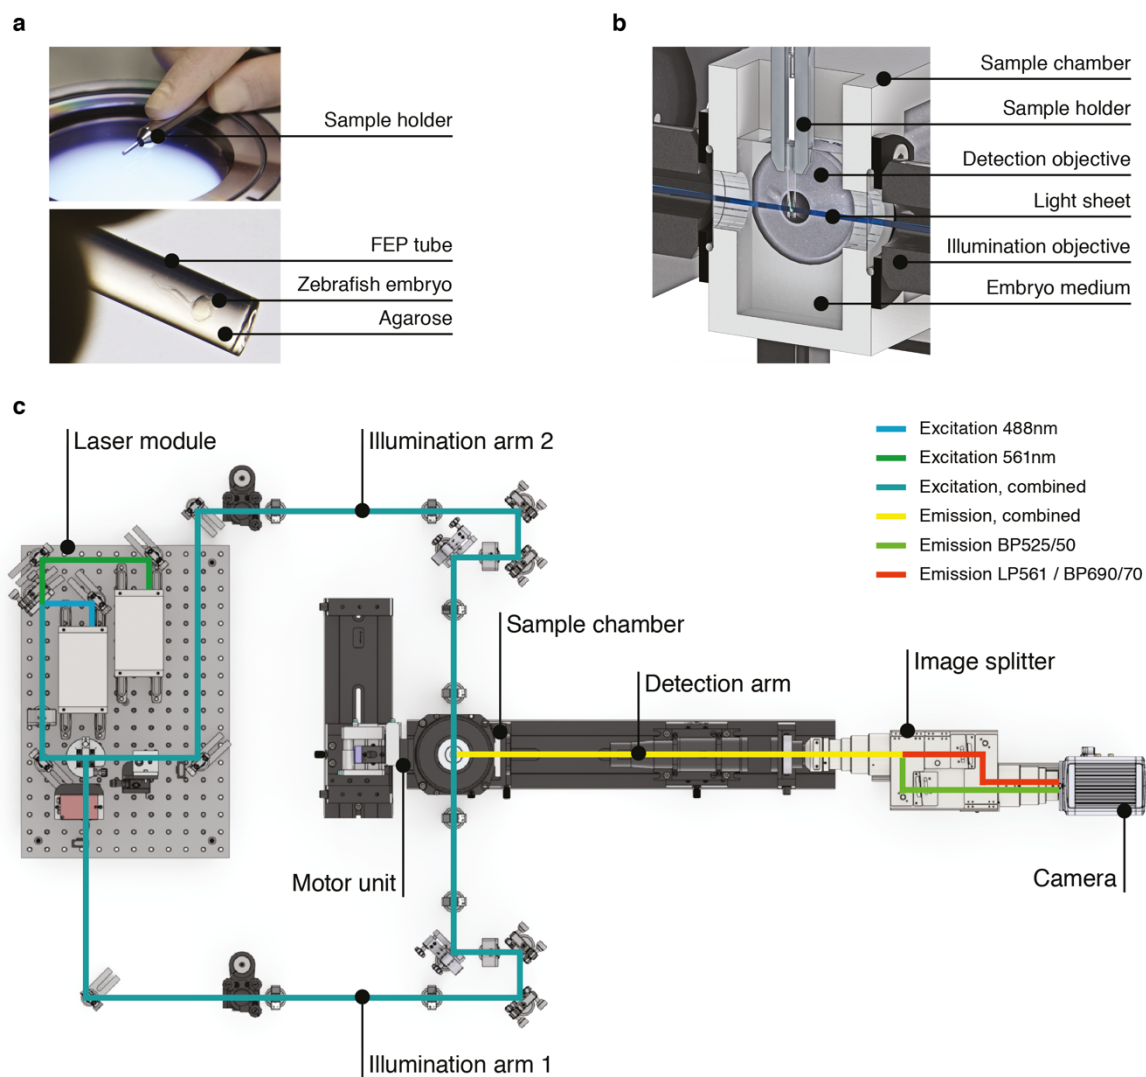 a
Sample holder
FEP tube
Zebrafish embryo
Agarose
b
Sample chamber
Sample holder
Detection objective
Light sheet
Illumination objective
Embryo medium
c
Laser module
Illumination arm 2
Excitation 488nm
Excitation 561nm
Excitation, combined
Emission, combined
Emission BP525/50
Emission LP561 / BP690/70
Sample chamber
Detection arm
Image splitter
Motor unit
Camera
Illumination arm 1